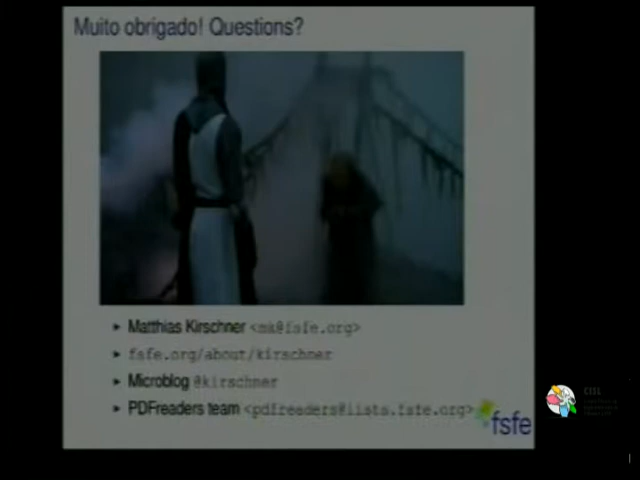 Muito obrigado! Questions?
Matthias Kirschner <mk@fsfe.org>
fsfe.org/about/kirschner
Microblog @kirschner
PDFreaders team <pdfreaders@lists.fsfe.org>
fsfe
CISL